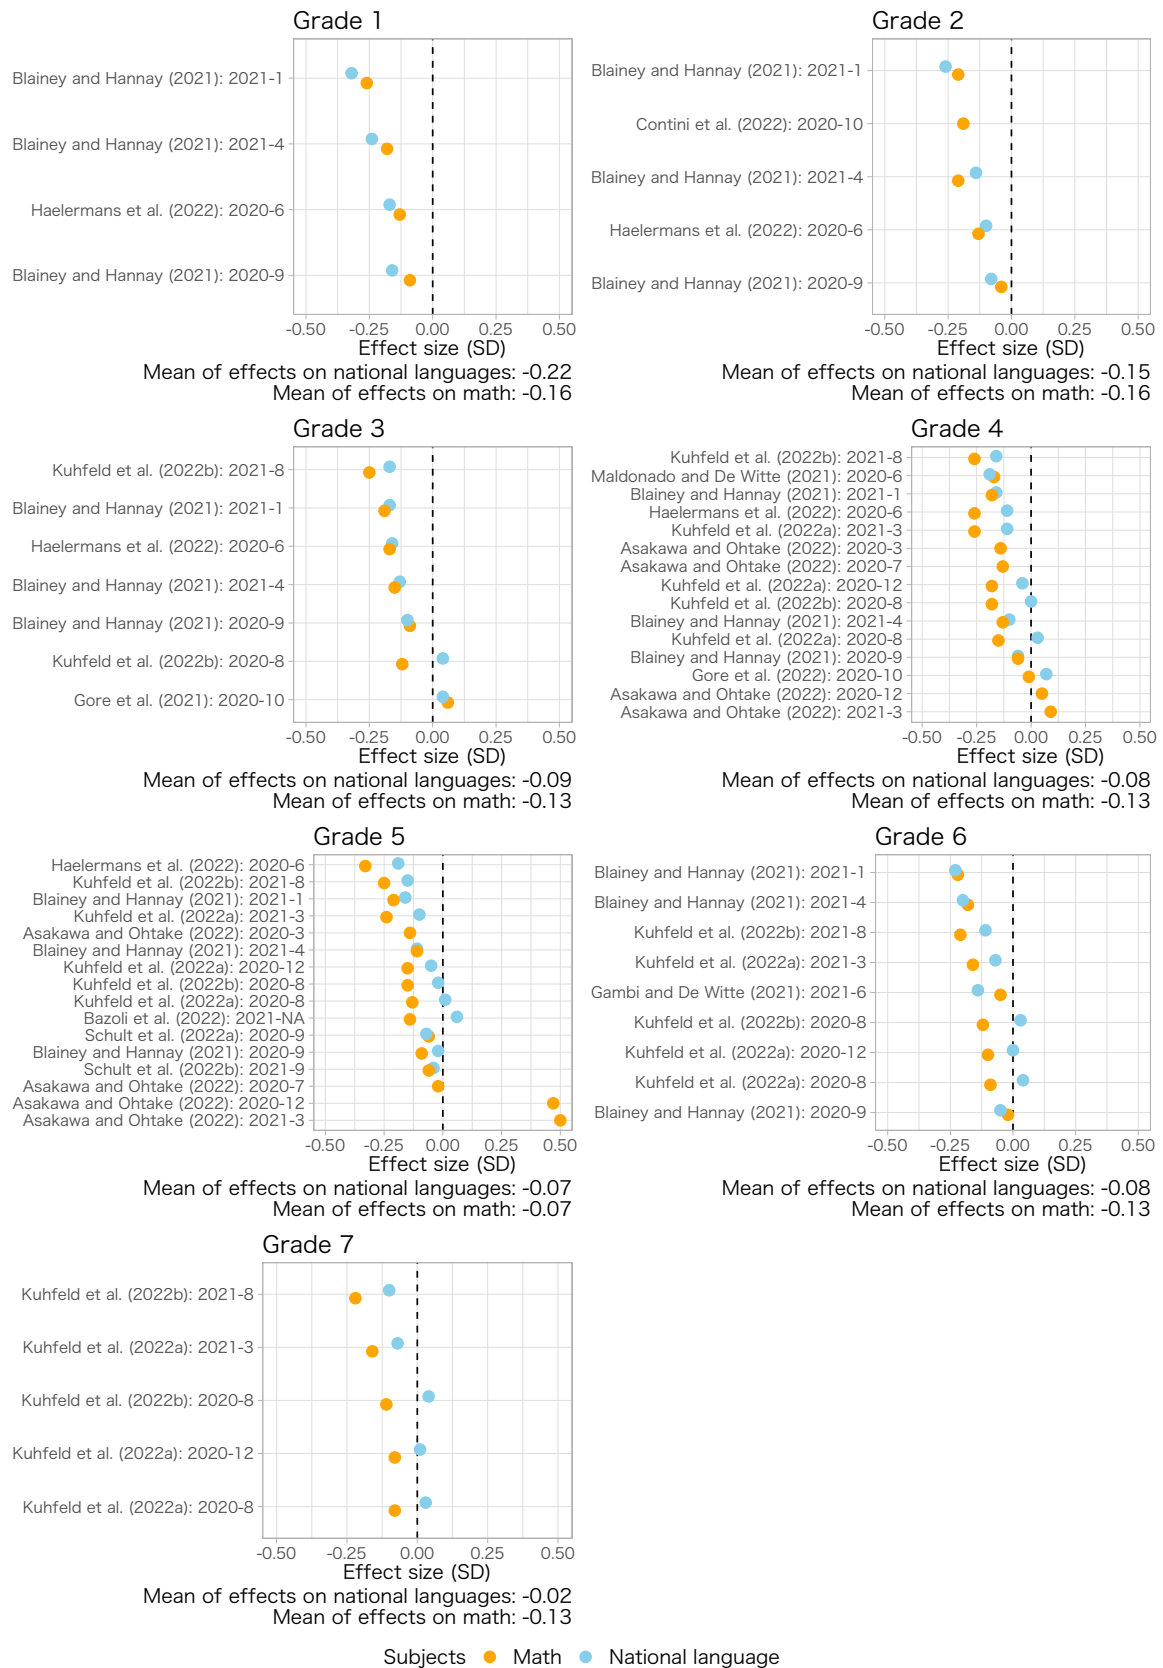 Grade 1
Blainey and Hannay (2021): 2021-1
Blainey and Hannay (2021): 2021-4
Haelermans et al. (2022): 2020-6
Blainey and Hannay (2021): 2020-9
-0.50 -0.25 0.00 0.25 0.50
Effect size (SD)
Mean of effects on national languages: -0.22
Mean of effects on math: -0.16
Grade 2
Blainey and Hannay (2021): 2021-1
Contini et al. (2022): 2020-10
Blainey and Hannay (2021): 2021-4
Haelermans et al. (2022): 2020-6
Blainey and Hannay (2021): 2020-9
-0.50 -0.25 0.00 0.25 0.50
Effect size (SD)
Mean of effects on national languages: -0.15
Mean of effects on math: -0.16
Grade 3
Kuhfeld et al. (2022b): 2021-8
Blainey and Hannay (2021): 2021-1
Haelermans et al. (2022): 2020-6
Blainey and Hannay (2021): 2021-4
Blainey and Hannay (2021): 2020-9
Kuhfeld et al. (2022b): 2020-8
Gore et al. (2021): 2020-10
-0.50 -0.25 0.00 0.25 0.50
Effect size (SD)
Mean of effects on national languages: -0.09
Mean of effects on math: -0.13
Grade 4
Kuhfeld et al. (2022b): 2021-8
Maldonado and De Witte (2021): 2020-6
Blainey and Hannay (2021): 2021-1
Haelermans et al. (2022): 2020-6
Kuhfeld et al. (2022a): 2021-3
Asakawa and Ohtake (2022): 2020-3
Asakawa and Ohtake (2022): 2020-7
Kuhfeld et al. (2022a): 2020-12
Kuhfeld et al. (2022b): 2020-8
Blainey and Hannay (2021): 2021-4
Kuhfeld et al. (2022a): 2020-8
Blainey and Hannay (2021): 2020-9
Gore et al. (2022): 2020-10
Asakawa and Ohtake (2022): 2020-12
Asakawa and Ohtake (2022): 2021-3
-0.50 -0.25 0.00 0.25 0.50
Effect size (SD)
Mean of effects on national languages: -0.08
Mean of effects on math: -0.13
Grade 5
Haelermans et al. (2022): 2020-6
Kuhfeld et al. (2022b): 2021-8
Blainey and Hannay (2021): 2021-1
Kuhfeld et al. (2022a): 2021-3
Asakawa and Ohtake (2022): 2020-3
Blainey and Hannay (2021): 2021-4
Kuhfeld et al. (2022a): 2020-12
Kuhfeld et al. (2022b): 2020-8
Kuhfeld et al. (2022a): 2020-8
Bazoli et al. (2022): 2021-NA
Schult et al. (2022a): 2020-9
Blainey and Hannay (2021): 2020-9
Schult et al. (2022b): 2021-9
Asakawa and Ohtake (2022): 2020-7
Asakawa and Ohtake (2022): 2020-12
Asakawa and Ohtake (2022): 2021-3
-0.50 -0.25 0.00 0.25 0.50
Effect size (SD)
Mean of effects on national languages: -0.07
Mean of effects on math: -0.07
Grade 6
Blainey and Hannay (2021): 2021-1
Blainey and Hannay (2021): 2021-4
Kuhfeld et al. (2022b): 2021-8
Kuhfeld et al. (2022a): 2021-3
Gambi and De Witte (2021): 2021-6
Kuhfeld et al. (2022b): 2020-8
Kuhfeld et al. (2022a): 2020-12
Kuhfeld et al. (2022a): 2020-8
Blainey and Hannay (2021): 2020-9
-0.50 -0.25 0.00 0.25 0.50
Effect size (SD)
Mean of effects on national languages: -0.08
Mean of effects on math: -0.13
Grade 7
Kuhfeld et al. (2022b): 2021-8
Kuhfeld et al. (2022a): 2021-3
Kuhfeld et al. (2022b): 2020-8
Kuhfeld et al. (2022a): 2020-12
Kuhfeld et al. (2022a): 2020-8
-0.50 -0.25 0.00 0.25 0.50
Effect size (SD)
Mean of effects on national languages: -0.02
Mean of effects on math: -0.13
Subjects Math National language